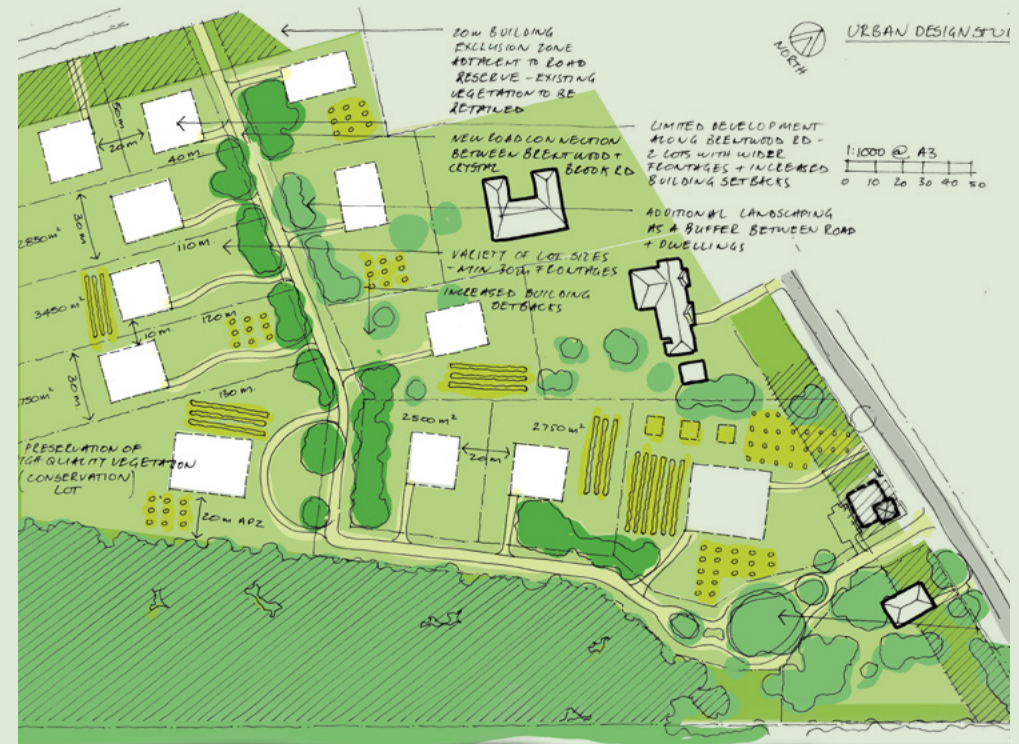 20m BUILDING
EXCLUSION ZONE
ADJACENT TO ROAD
RESERVE - EXISTING
VEGETATION TO BE
RETAINED
NORTH
URBAN DESIGN STU
NEW ROAD CONNECTION
BETWEEN BRENTWOOD +
CRYSTAL BROOK RD
LIMITED DEVELOPMENT
ALONG BRENTWOOD RD -
2 LOTS WITH WIDER
FRONTAGES + INCREASED
BUILDING SETBACKS
1:1000 @ A3
0 10 20 30 40 50
ADDITIONAL LANDSCAPING
AS A BUFFER BETWEEN ROAD
+ DWELLINGS
VARIETY OF LOT SIZES
- MIN 30M FRONTAGES
INCREASED BUILDING
SETBACKS
50m
20m
40m
30m
2850m²
110m
3450m²
10m
120m
30m
750m²
130m
PRESERVATION OF
IGH QUALITY VEGETATION
(CONSERVATION)
LOT
20m APZ
2500m²
20m
2750m²